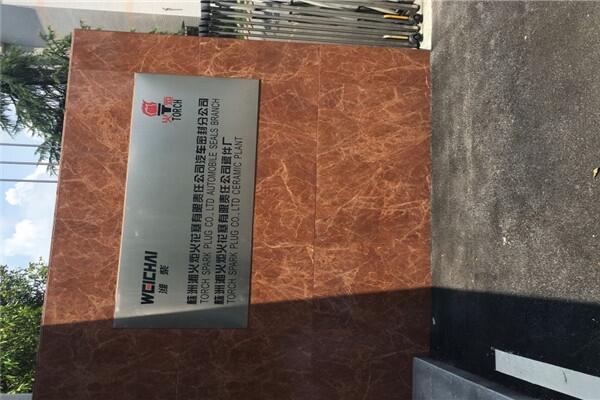 WEICHAI
潍柴
火炬
TORCH
株洲湘火炬火花塞有限责任公司汽车密封分公司
TORCH SPARK PLUG CO., LTD AUTOMOBILE SEALS BRANCH
株洲湘火炬火花塞有限责任公司瓷件厂
TORCH SPARK PLUG CO., LTD CERAMIC PLANT